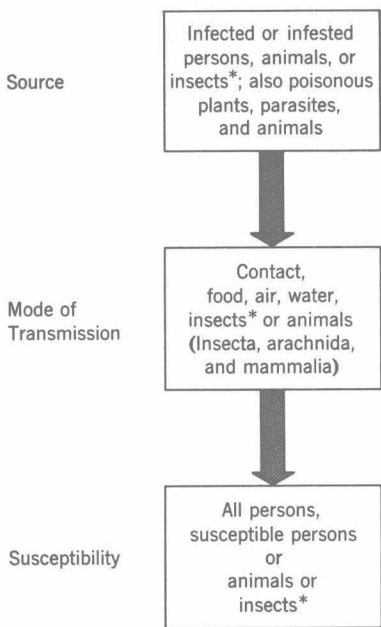 Source
Infected or infested
persons, animals, or
insects*; also poisonous
plants, parasites,
and animals
Mode of
Transmission
Contact,
food, air, water,
insects* or animals
(Insecta, arachnida,
and mammalia)
Susceptibility
All persons,
susceptible persons
or
animals or
insects*